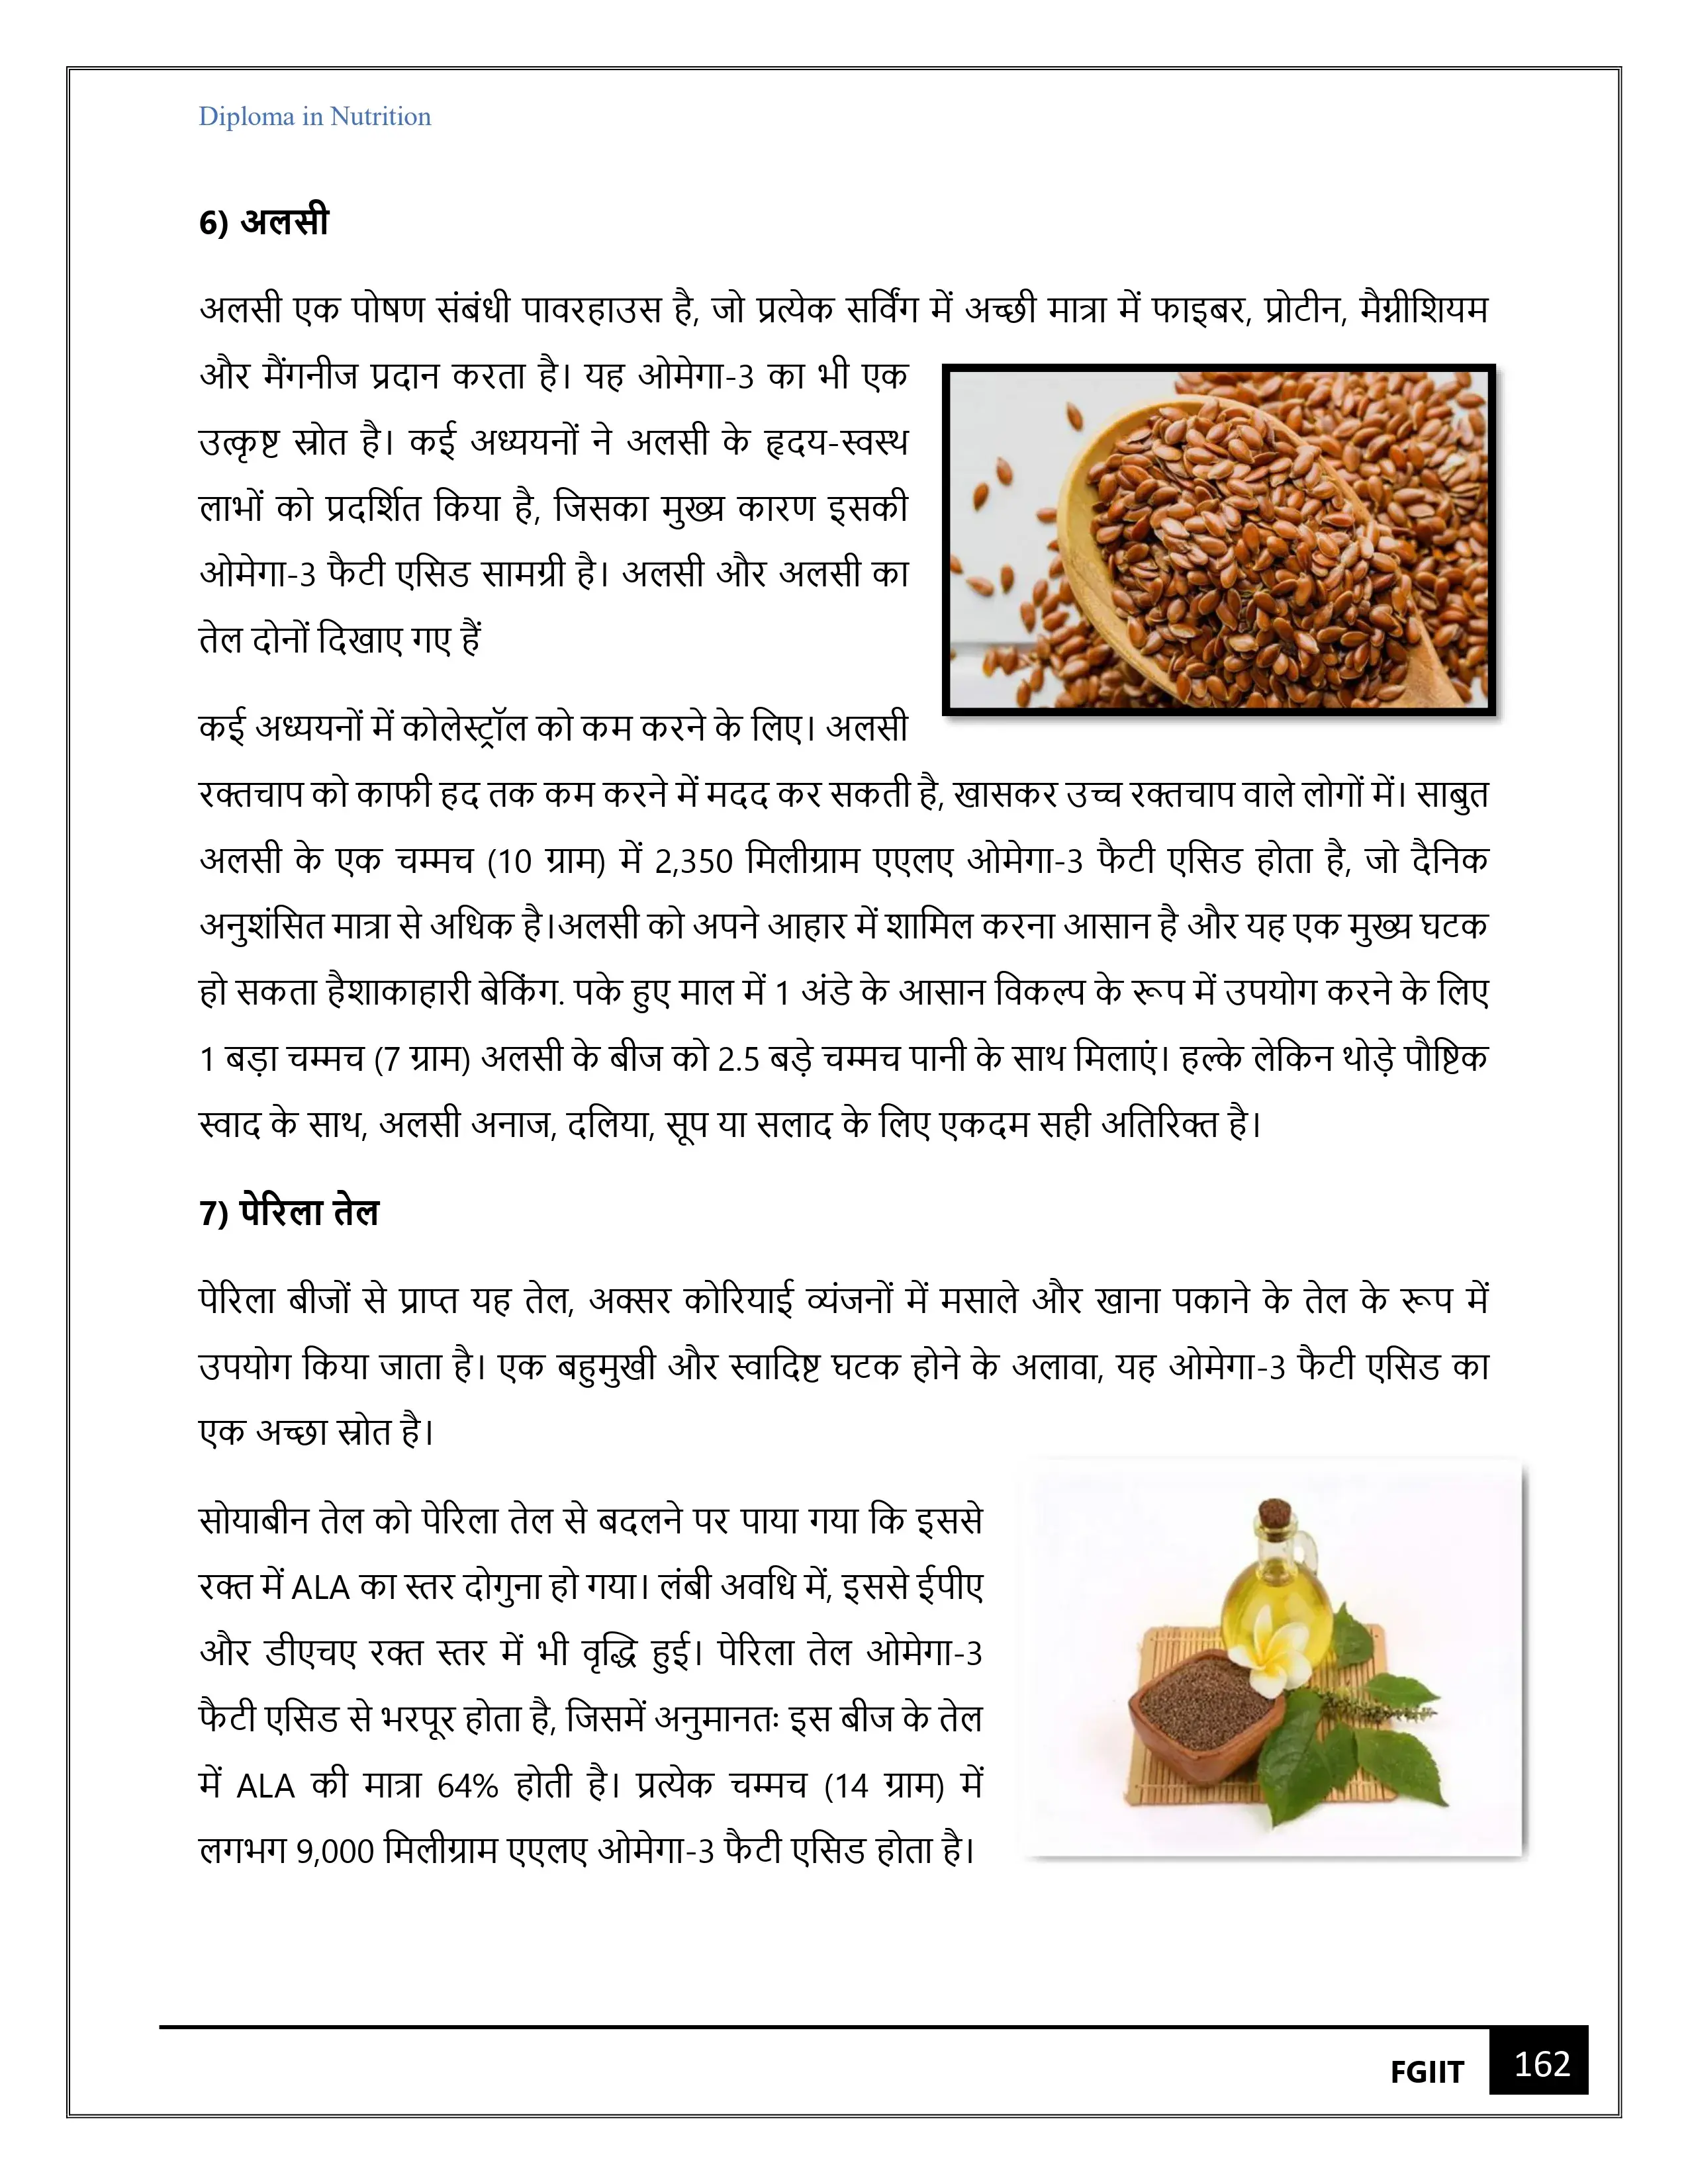 Diploma in Nutrition
6) अलसी
अलसी एक पोषण संबंधी पावरहाउस है, जो प्रत्येक सर्विंग में अच्छी मात्रा में फाइबर, प्रोटीन, मैग्नीशियम
और मैंगनीज प्रदान करता है। यह ओमेगा-3 का भी एक
उत्कृष्ट स्रोत है। कई अध्ययनों ने अलसी के हृदय-स्वस्थ
लाभों को प्रदर्शित किया है, जिसका मुख्य कारण इसकी
ओमेगा-3 फैटी एसिड सामग्री है। अलसी और अलसी का
तेल दोनों दिखाए गए हैं
कई अध्ययनों में कोलेस्ट्रॉल को कम करने के लिए। अलसी
रक्तचाप को काफी हद तक कम करने में मदद कर सकती है, खासकर उच्च रक्तचाप वाले लोगों में। साबुत
अलसी के एक चम्मच (10 ग्राम) में 2,350 मिलीग्राम एएलए ओमेगा-3 फैटी एसिड होता है, जो दैनिक
अनुशंसित मात्रा से अधिक है।अलसी को अपने आहार में शामिल करना आसान है और यह एक मुख्य घटक
हो सकता हैशाकाहारी बेकिंग. पके हुए माल में 1 अंडे के आसान विकल्प के रूप में उपयोग करने के लिए
1 बड़ा चम्मच (7 ग्राम) अलसी के बीज को 2.5 बड़े चम्मच पानी के साथ मिलाएं। हल्के लेकिन थोड़े पौष्टिक
स्वाद के साथ, अलसी अनाज, दलिया, सूप या सलाद के लिए एकदम सही अतिरिक्त है।
7) पेरिला तेल
पेरिला बीजों से प्राप्त यह तेल, अक्सर कोरियाई व्यंजनों में मसाले और खाना पकाने के तेल के रूप में
उपयोग किया जाता है। एक बहुमुखी और स्वादिष्ट घटक होने के अलावा, यह ओमेगा-3 फैटी एसिड का
एक अच्छा स्रोत है।
सोयाबीन तेल को पेरिला तेल से बदलने पर पाया गया कि इससे
रक्त में ALA का स्तर दोगुना हो गया। लंबी अवधि में, इससे ईपीए
और डीएचए रक्त स्तर में भी वृद्धि हुई। पेरिला तेल ओमेगा-3
फैटी एसिड से भरपूर होता है, जिसमें अनुमानतः इस बीज के तेल
में ALA की मात्रा 64% होती है। प्रत्येक चम्मच (14 ग्राम) में
लगभग 9,000 मिलीग्राम एएलए ओमेगा-3 फैटी एसिड होता है।
FGIIT 162